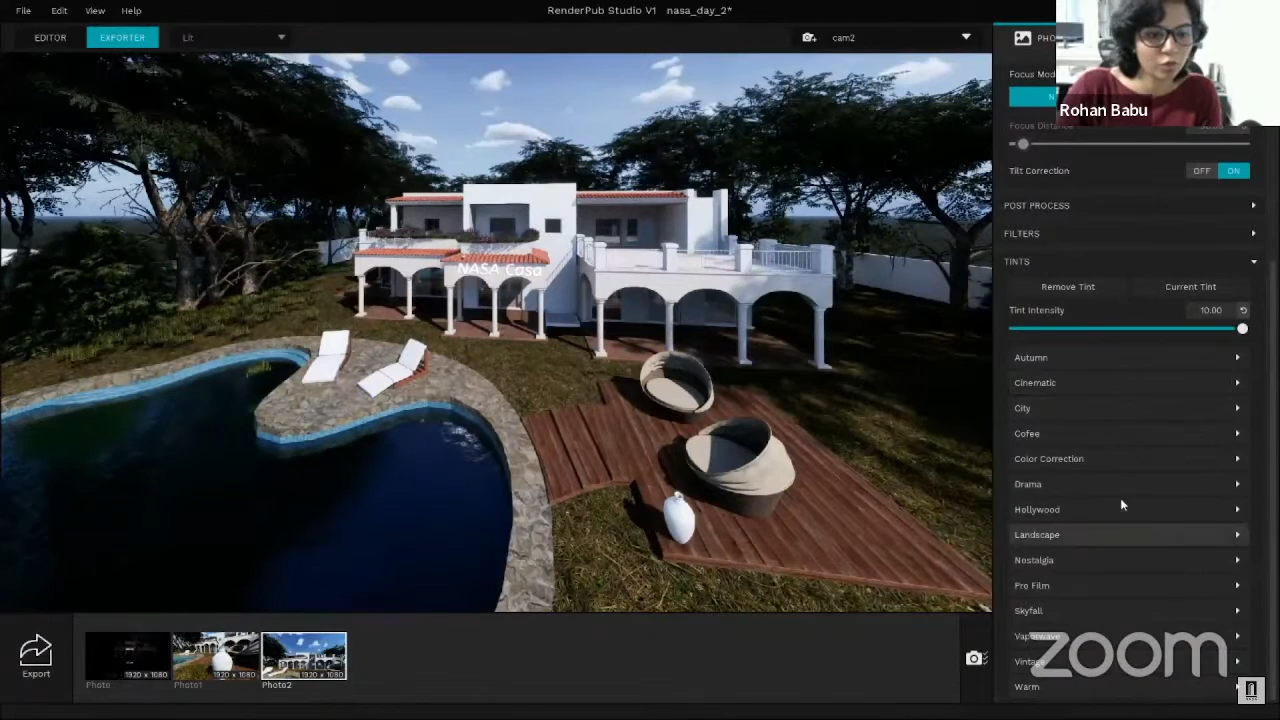 File Edit View Help
RenderPub Studio V1 nasa_day_2*
EDITOR EXPORTER Lit
cam2
Rohan Babu
Focus Mod
Focus Distance
Tilt Correction OFF ON
POST PROCESS
FILTERS
TINTS
Remove Tint Current Tint
Tint Intensity 10.00
Autumn
Cinematic
City
Cofee
Color Correction
Drama
Hollywood
Landscape
Nostalgia
Pro Film
Skyfall
Vaporwave
Vintage
Warm
NASA Casa
Export
1920 x 1080
1920 x 1080
1920 x 1080
Photo
Photo1
Photo2
zoom